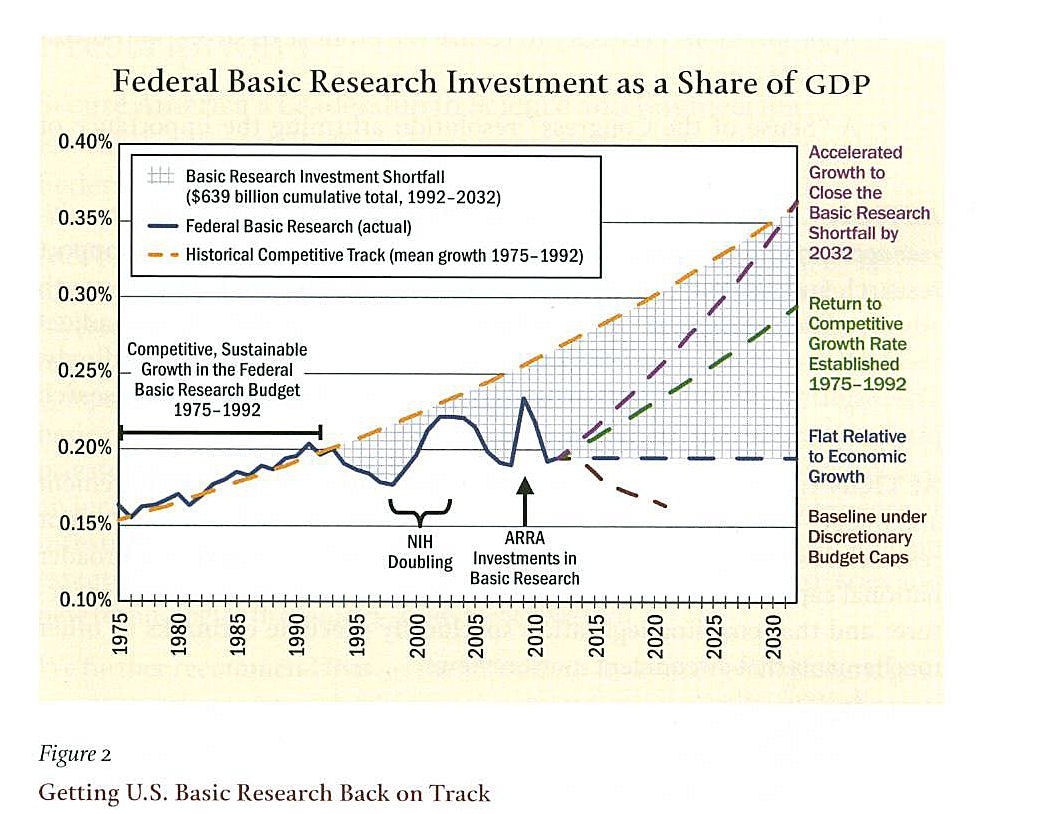 Federal Basic Research Investment as a Share of GDP
0.40%
0.35%
0.30%
0.25%
0.20%
0.15%
0.10%
Basic Research Investment Shortfall
($639 billion cumulative total, 1992–2032)
Federal Basic Research (actual)
Historical Competitive Track (mean growth 1975–1992)
Competitive, Sustainable
Growth in the Federal
Basic Research Budget
1975–1992
NIH
Doubling
ARRA
Investments in
Basic Research
Accelerated
Growth to
Close the
Basic Research
Shortfall by
2032
Return to
Competitive
Growth Rate
Established
1975–1992
Flat Relative
to Economic
Growth
Baseline under
Discretionary
Budget Caps
1975
1980
1985
1990
1995
2000
2005
2010
2015
2020
2025
2030
Figure 2
Getting U.S. Basic Research Back on Track